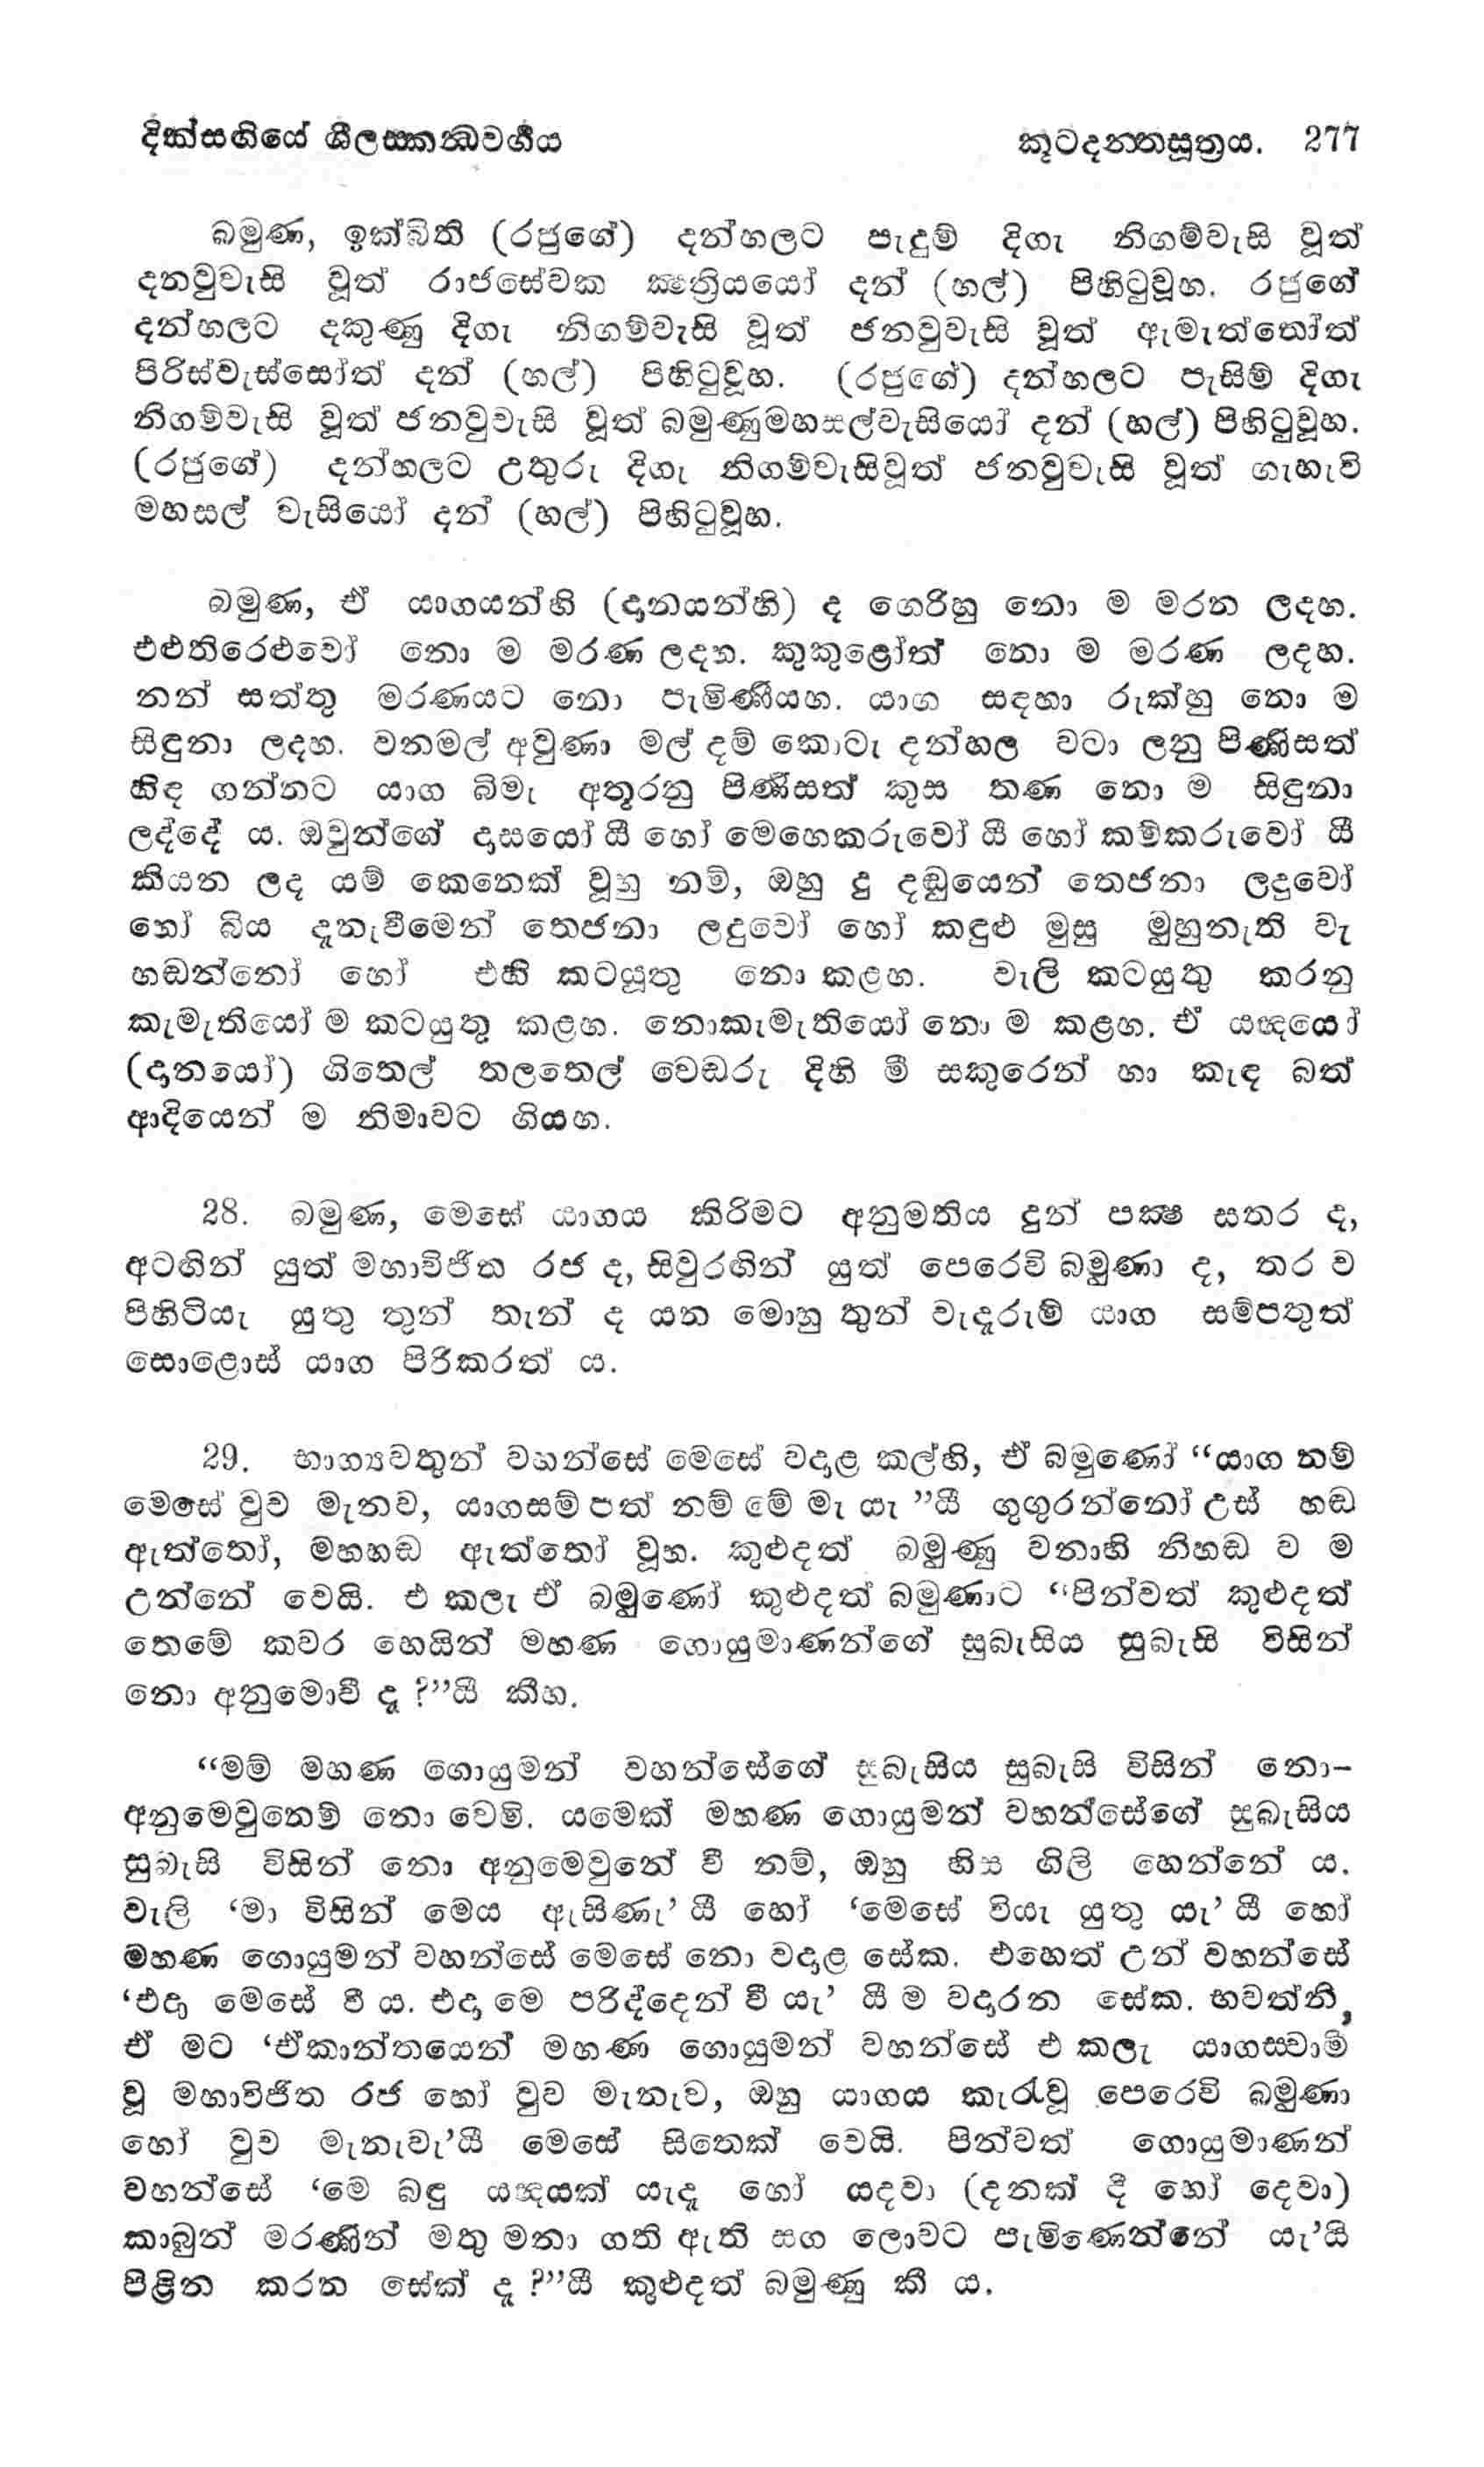 දික්සඟියේ ශීලස්කන්ධවර්ගය කූටදන්තසූත්‍රය. 277
බමුණ, ඉක්බිති (රජුගේ) දන්හලට පැදුම් දිගැ නිගම්වැසි වූත්
දනවුවැසි වූත් රාජසේවක ක්‍ෂත්‍රියයෝ දන් (හල්) පිහිටුවූහ. රජුගේ
දන්හලට දකුණු දිගැ නිගම්වැසි වූත් ජනවුවැසි වූත් ඇමැත්තෝත්
පිරිස්වැස්සෝත් දන් (හල්) පිහිටුවූහ. (රජුගේ) දන්හලට පැසිම් දිගැ
නිගම්වැසි වූත් ජනවුවැසි වූත් බමුණුමහසල්වැසියෝ දන් (හල්) පිහිටුවූහ.
(රජුගේ) දන්හලට උතුරු දිගැ නිගම්වැසිවූත් ජනවුවැසි වූත් ගැහැවි
මහසල් වැසියෝ දන් (හල්) පිහිටුවූහ.
බමුණ, ඒ යාගයන්හි (දානයන්හි) ද ගෙරිහු නො ම මරන ලදහ.
එළුතිරෙළුවෝ නො ම මරණ ලදහ. කුකුළෝත් නො ම මරණ ලදහ.
නන් සත්තු මරණයට නො පැමිණියහ. යාග සඳහා රුක්හු නො ම
සිඳුනා ලදහ. වනමල් අවුණා මල් දම් කොටැ දන්හල වටා ලනු පිණිසත්
හිඳ ගන්නට යාග බිමැ අතුරනු පිණිසත් කුස තණ නො ම සිඳුනා
ලද්දේ ය. ඔවුන්ගේ දාසයෝ යී හෝ මෙහෙකරුවෝ යී හෝ කම්කරුවෝ යී
කියන ලද යම් කෙනෙක් වූහු නම්, ඔහු දු දඬුයෙන් තෙජනා ලදුවෝ
හෝ බිය දැනැවීමෙන් තෙජනා ලදුවෝ හෝ කඳුළු මුසු මුහුනැති වැ
හඬන්නෝ හෝ එහි කටයුතු නො කළහ. වැලි කටයුතු කරනු
කැමැතියෝ ම කටයුතු කළහ. නොකැමැතියෝ නො ම කළහ. ඒ යඥයෝ
(දානයෝ) ගිතෙල් තලතෙල් වෙඬරු දිහි මී සකුරෙන් හා කැඳ බත්
ආදියෙන් ම නිමාවට ගියහ.
28. බමුණ, මෙසේ යාගය කිරිමට අනුමතිය දුන් පක්‍ෂ සතර ද,
අටඟින් යුත් මහාවිජිත රජ ද, සිවුරඟින් යුත් පෙරෙවි බමුණා ද, තර ව
පිහිටියැ යුතු තුන් තැන් ද යන මොහු තුන් වැදෑරුම් යාග සම්පතුත්
සොළොස් යාග පිරිකරත් ය.
29. භාග්‍යවතුන් වහන්සේ මෙසේ වදාළ කල්හි, ඒ බමුණෝ “යාග නම්
මෙසේ වුව මැනව, යාගසම්පත් නම් මේ මැ යැ”යී ගුගුරන්නෝ උස් හඬ
ඇත්තෝ, මහහඬ ඇත්තෝ වූහ. කුළුදත් බමුණු වනාහි නිහඬ ව ම
උන්නේ වෙයි. එ කලැ ඒ බමුණෝ කුළුදත් බමුණාට “පින්වත් කුළුදත්
තෙමේ කවර හෙයින් මහණ ගොයුමාණන්ගේ සුබැසිය සුබැසි විසින්
නො අනුමොවී දැ ?”යී කීහ.
“මම් මහණ ගොයුමන් වහන්සේගේ සුබැසිය සුබැසි විසින් නො-
අනුමෙවුනෙම් නො වෙමි. යමෙක් මහණ ගොයුමන් වහන්සේගේ සුබැසිය
සුබැසි විසින් නො අනුමෙවුනේ වී නම්, ඔහු හිස ගිලි හෙන්නේ ය.
වැලි ‘මා විසින් මෙය ඇසිණැ’ යී හෝ ‘මෙසේ වියැ යුතු යැ’ යී හෝ
මහණ ගොයුමන් වහන්සේ මෙසේ නො වදාළ සේක. එහෙත් උන් වහන්සේ
‘එදා මෙසේ වී ය. එදා මෙ පරිද්දෙන් වී යැ’ යී ම වදාරන සේක. භවත්නි,
ඒ මට ‘ඒකාන්තයෙන් මහණ ගොයුමන් වහන්සේ එ කලැ යාගස්වාමි
වූ මහාවිජිත රජ හෝ වුව මැනැව, ඔහු යාගය කැරැවූ පෙරෙවි බමුණා
හෝ වුව මැනැවැ’යී මෙසේ සිතෙක් වෙයි. පින්වත් ගොයුමාණන්
වහන්සේ ‘මෙ බඳු යඥයක් යැදැ හෝ යදවා (දනක් දී හෝ දෙවා)
කාබුන් මරණින් මතු මනා ගති ඇති සග ලොවට පැමිණෙන්නේ යැ’යි
පිළින කරන සේක් දැ ?”යී කුළුදත් බමුණු කී ය.